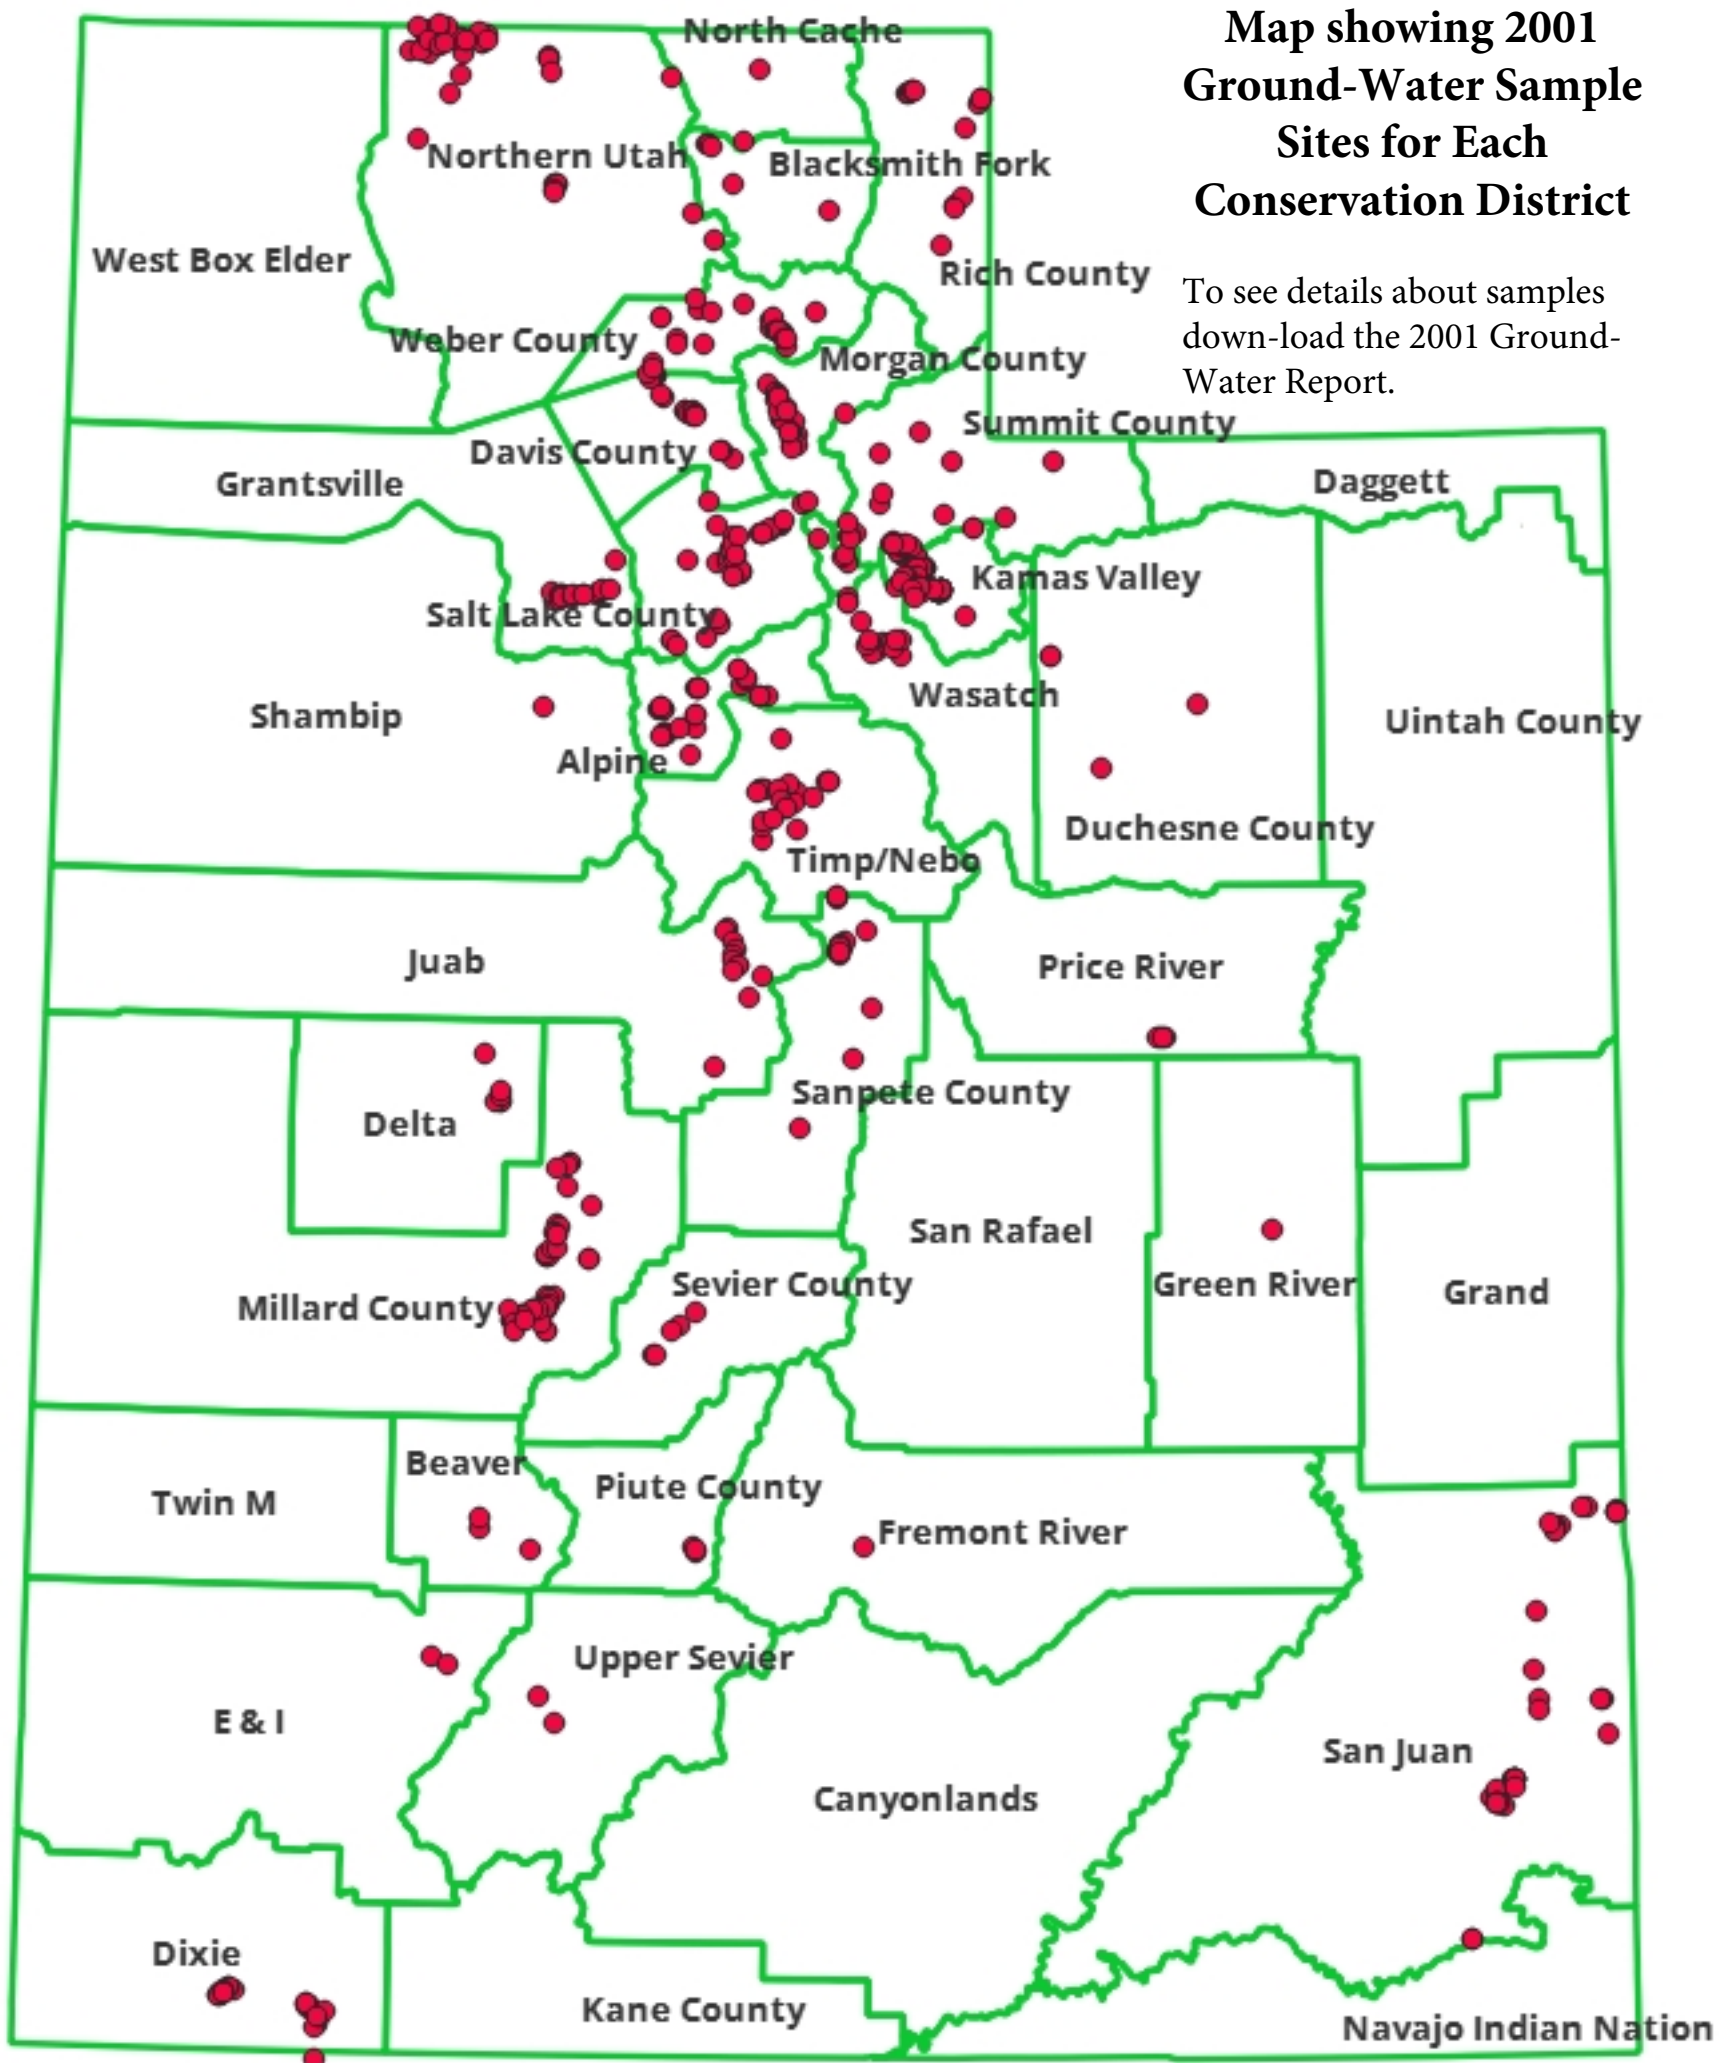 Map showing 2001
Ground-Water Sample
Sites for Each
Conservation District
To see details about samples
down-load the 2001 Ground-
Water Report.
North Cache
Northern Utah
Blacksmith Fork
West Box Elder
Rich County
Weber County
Morgan County
Summit County
Davis County
Grantsville
Daggett
Kamas Valley
Salt Lake County
Wasatch
Shambip
Uintah County
Alpine
Duchesne County
Timp/Nebo
Juab
Price River
Sanpete County
Delta
San Rafael
Sevier County
Green River
Grand
Millard County
Beaver
Piute County
Twin M
Fremont River
Upper Sevier
E & I
San Juan
Canyonlands
Dixie
Kane County
Navajo Indian Nation